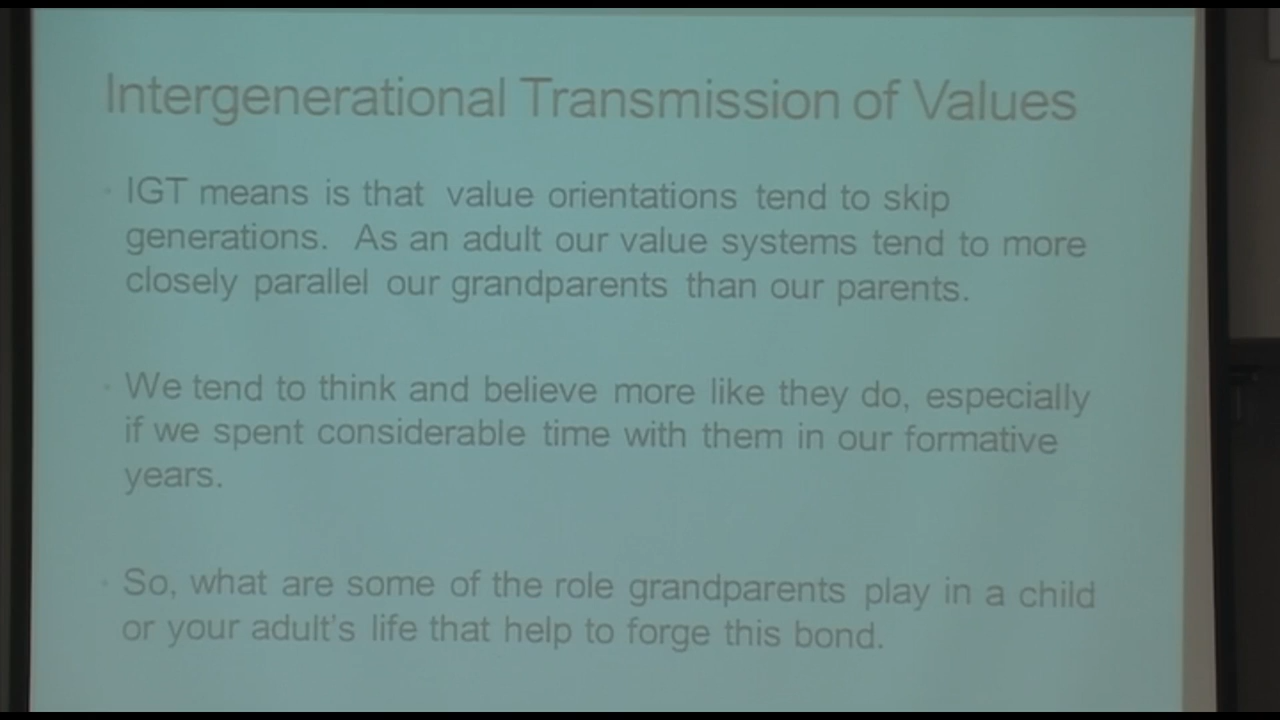 Intergenerational Transmission of Values
• IGT means is that value orientations tend to skip
generations. As an adult our value systems tend to more
closely parallel our grandparents than our parents.
• We tend to think and believe more like they do, especially
if we spent considerable time with them in our formative
years.
• So, what are some of the role grandparents play in a child
or your adult's life that help to forge this bond.